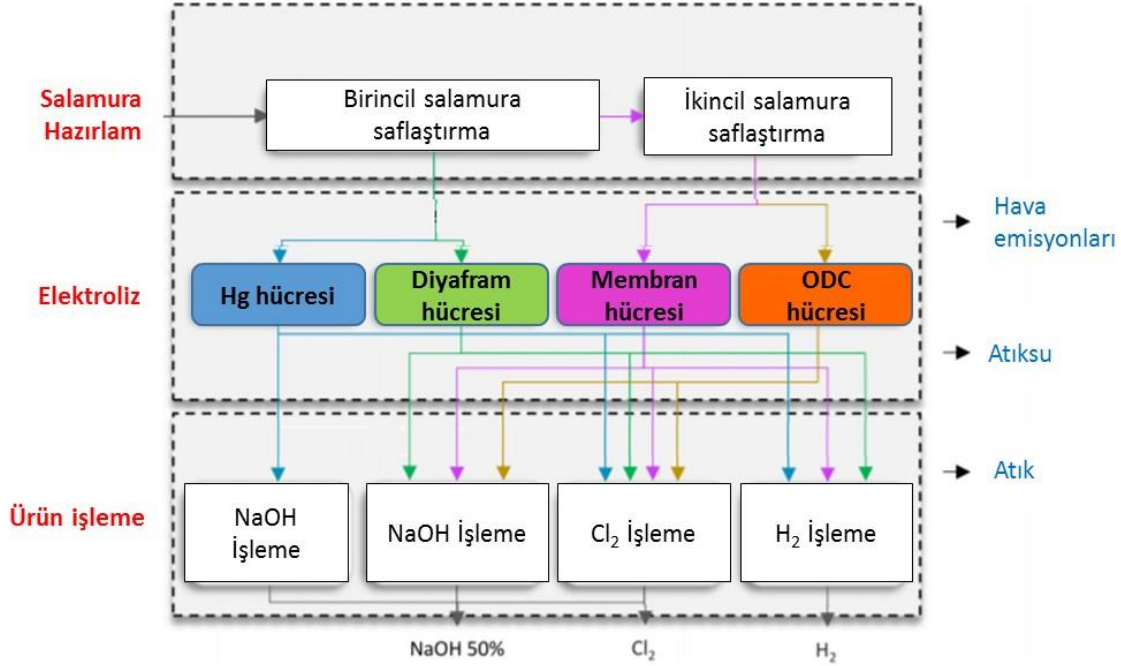 Salamura
Hazırlam
Birincil salamura
saflaştırma
İkincil salamura
saflaştırma
Hava
emisyonları
Elektroliz
Hg hücresi
Diyafram
hücresi
Membran
hücresi
ODC
hücresi
Atıksu
Atık
Ürün işleme
NaOH
İşleme
NaOH İşleme
Cl₂ İşleme
H₂ İşleme
NaOH 50%
Cl₂
H₂